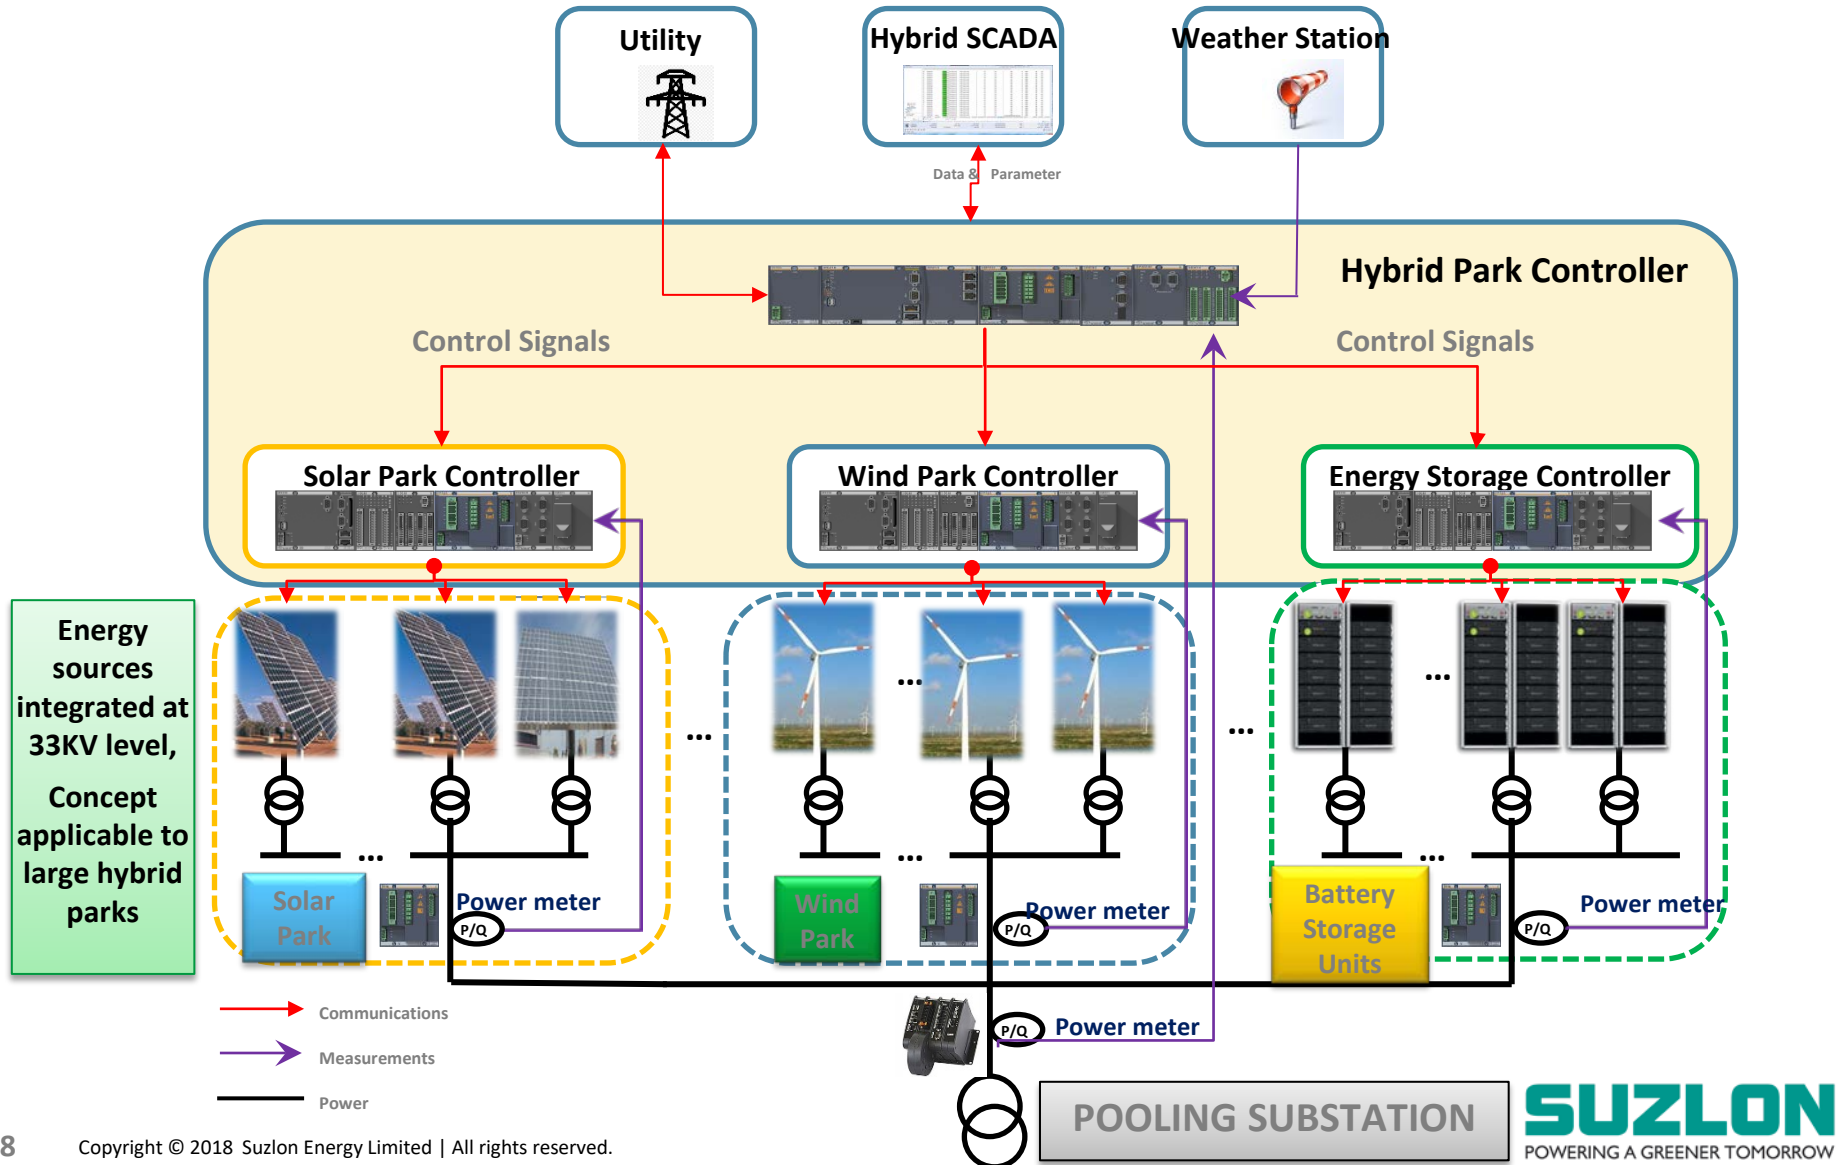 Utility
Hybrid SCADA
Weather Station
Data & Parameter
Hybrid Park Controller
Control Signals
Control Signals
Solar Park Controller
Wind Park Controller
Energy Storage Controller
Energy
sources
integrated at
33KV level,
Concept
applicable to
large hybrid
parks
...
...
...
...
...
...
...
Solar
Park
Power meter
P/Q
Wind
Park
Power meter
P/Q
Battery
Storage
Units
Power meter
P/Q
Communications
Measurements
Power
P/Q
Power meter
POOLING SUBSTATION
SUZLON
POWERING A GREENER TOMORROW
8
Copyright © 2018 Suzlon Energy Limited | All rights reserved.